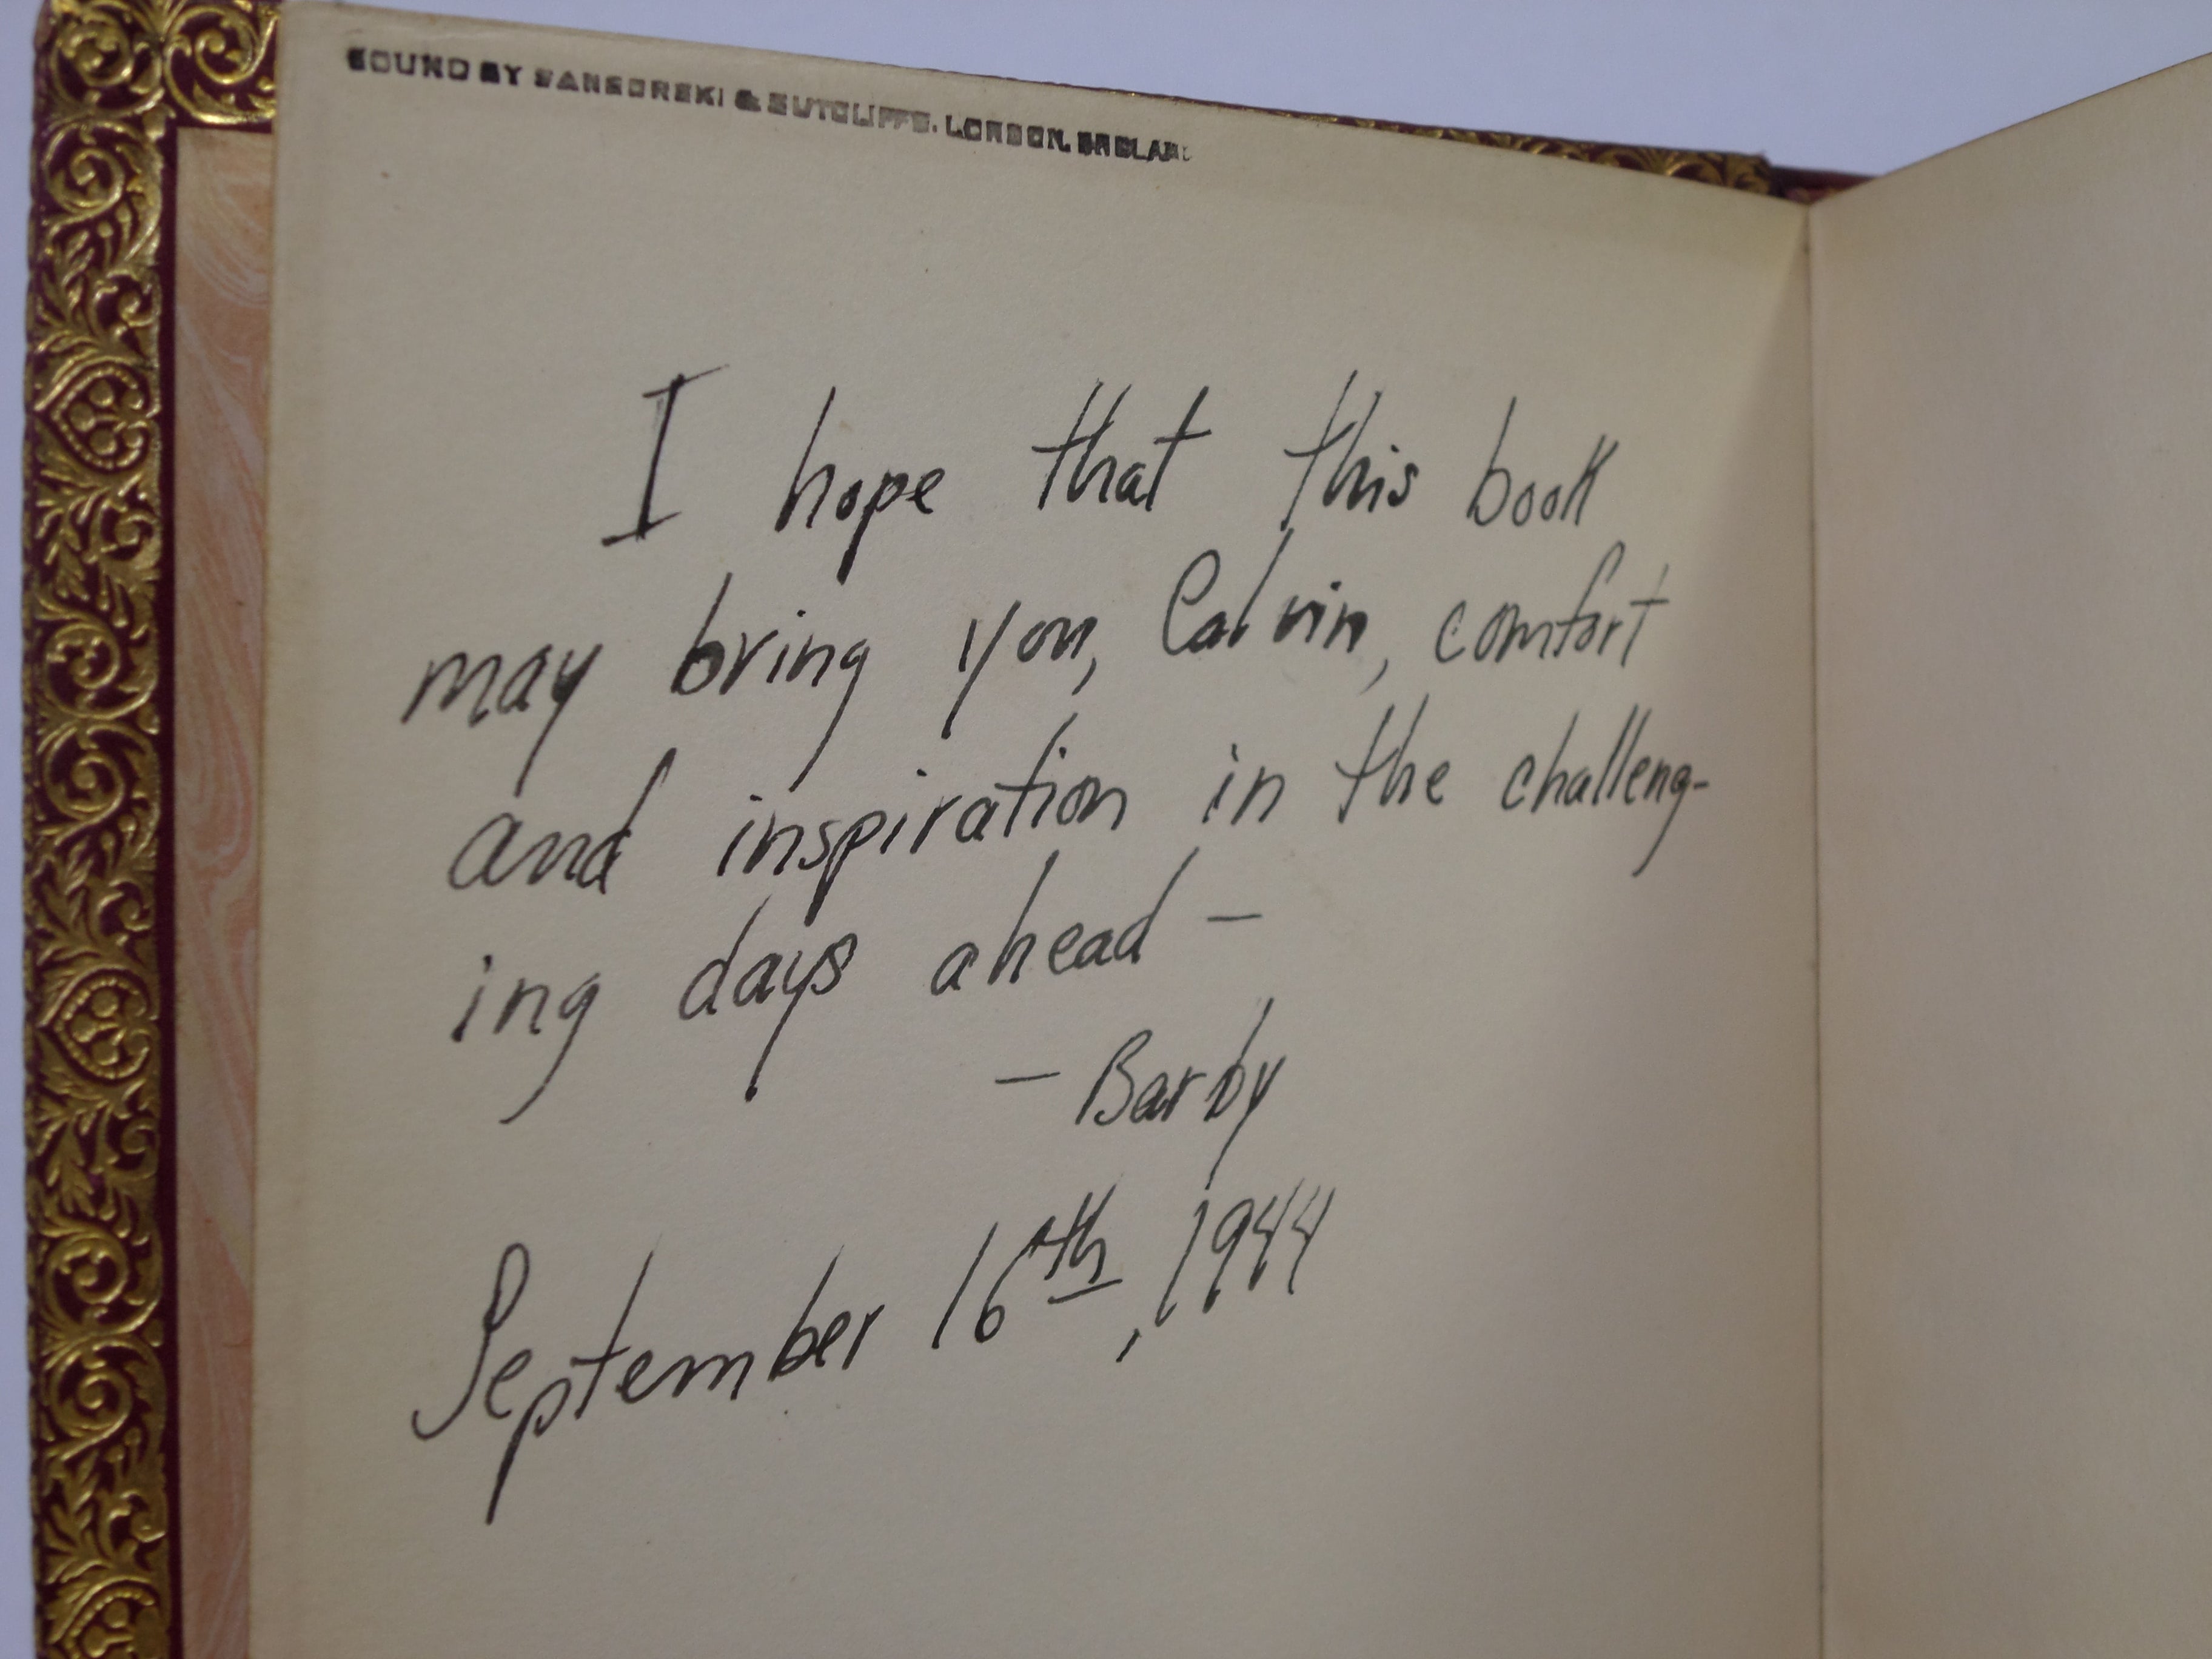 BOUND BY SANGORSKI & SUTCLIFFE, LONDON, ENGLAND
I hope that this book
may bring you, Calvin, comfort
and inspiration in the challeng-
ing days ahead —
— Barby
September 16th, 1944